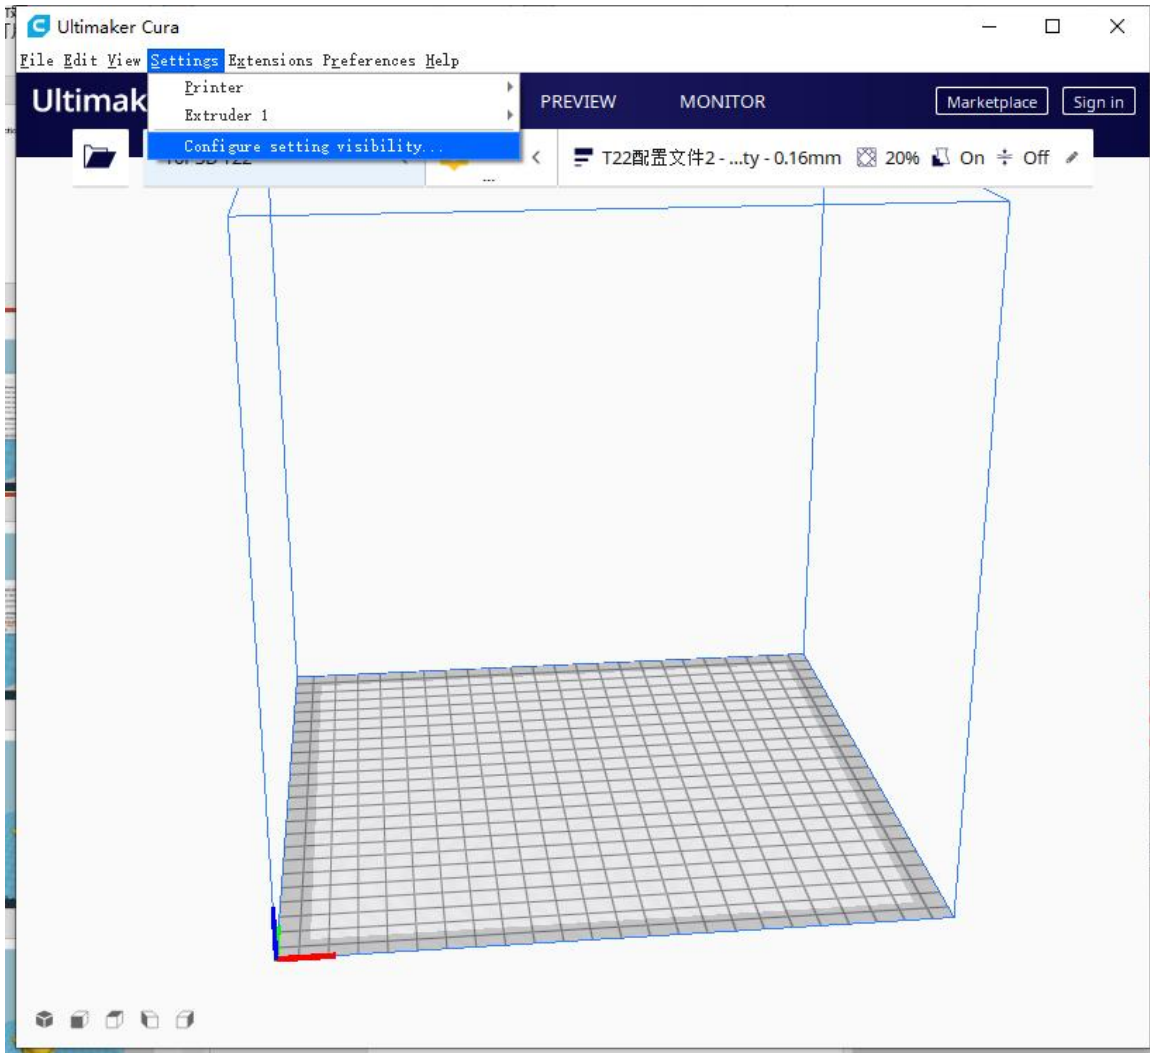 Ultimaker Cura
File Edit View Settings Extensions Preferences Help
Printer
Extruder 1
Configure setting visibility...
Ultimak
PREVIEW
MONITOR
Marketplace
Sign in
...
T22配置文件2 - ...ty - 0.16mm 20% On Off